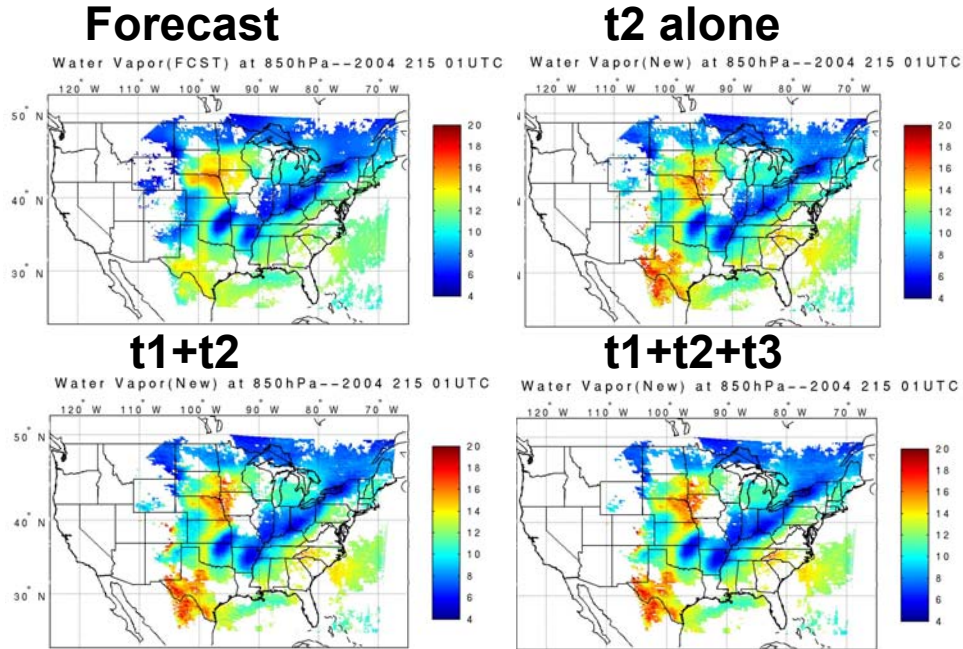 Forecast
Water Vapor(FCST) at 850hPa--2004 215 01UTC
120° W 110° W 100° W 90° W 80° W 70° W
50° N
40° N
30° N
20
18
16
14
12
10
8
6
4
t2 alone
Water Vapor(New) at 850hPa--2004 215 01UTC
120° W 110° W 100° W 90° W 80° W 70° W
20
18
16
14
12
10
8
6
4
t1+t2
Water Vapor(New) at 850hPa--2004 215 01UTC
120° W 110° W 100° W 90° W 80° W 70° W
50° N
40° N
30° N
20
18
16
14
12
10
8
6
4
t1+t2+t3
Water Vapor(New) at 850hPa--2004 215 01UTC
120° W 110° W 100° W 90° W 80° W 70° W
20
18
16
14
12
10
8
6
4